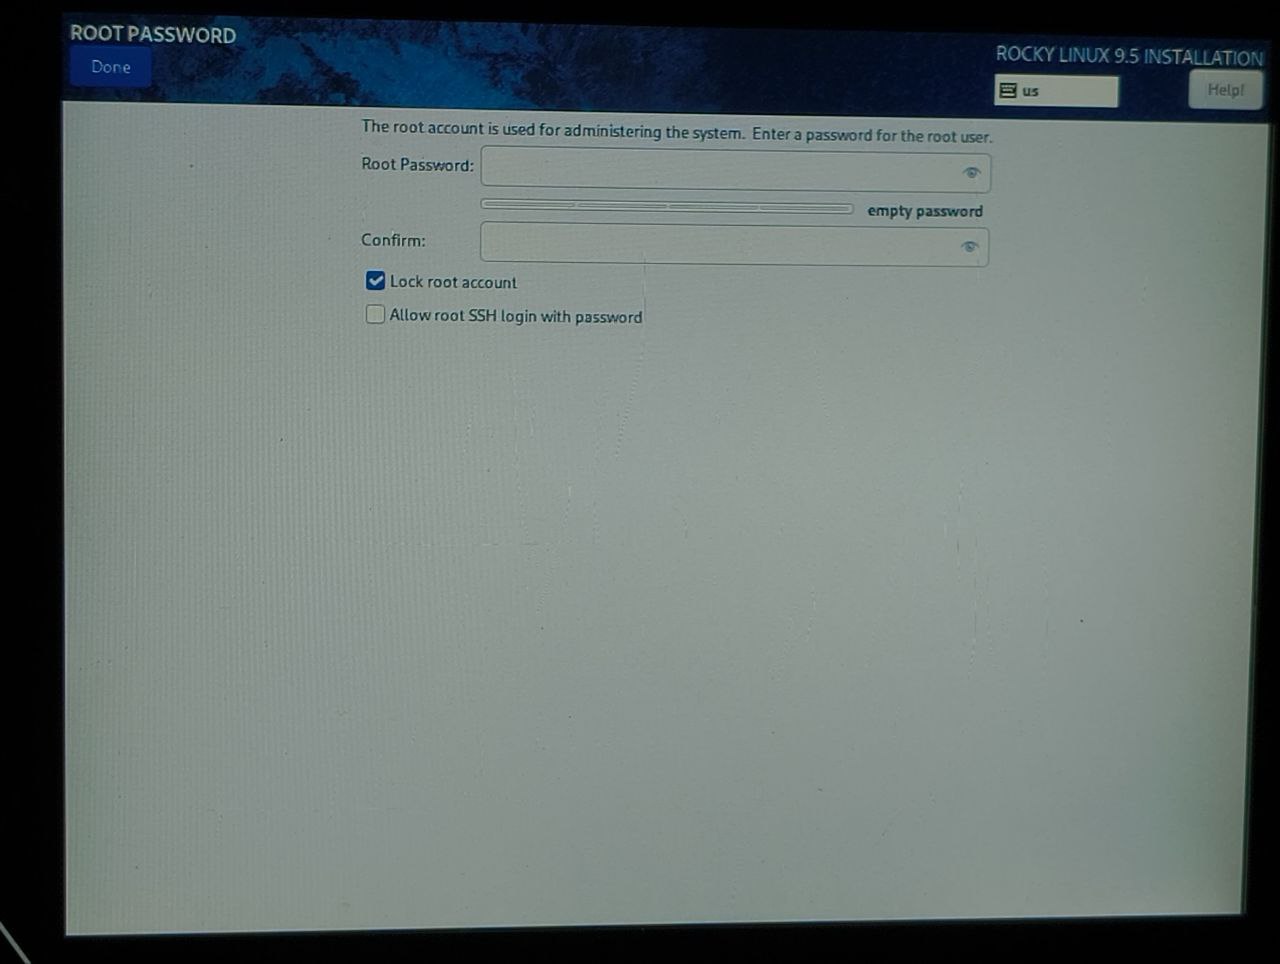 ROOT PASSWORD
Done
ROCKY LINUX 9.5 INSTALLATION
us
Help!
The root account is used for administering the system. Enter a password for the root user.
Root Password:
empty password
Confirm:
Lock root account
Allow root SSH login with password